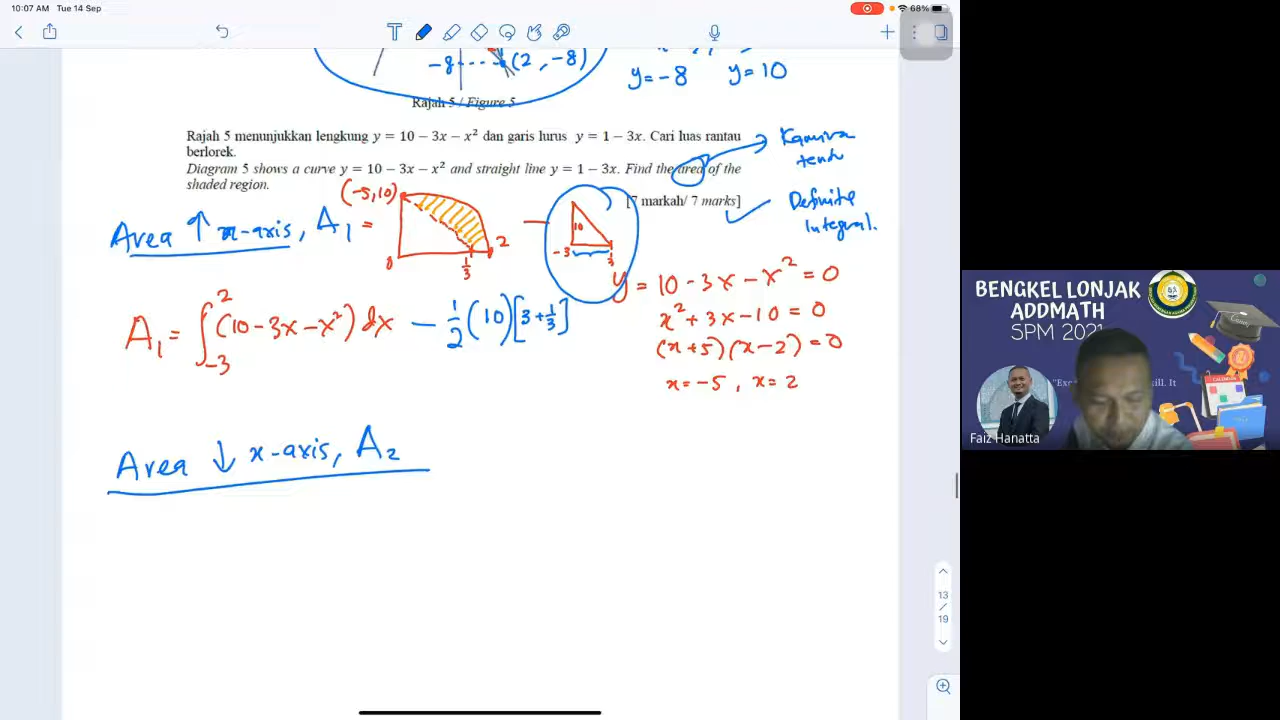 10:07 AM Tue 14 Sep
68%
-8 (2, -8)
y=-8 y=10
Rajah 5 / Figure 5
Rajah 5 menunjukkan lengkung y = 10 − 3x − x² dan garis lurus y = 1 − 3x. Cari luas rantau
berlorek.
Diagram 5 shows a curve y = 10 − 3x − x² and straight line y = 1 − 3x. Find the area of the
shaded region.
[7 markah/ 7 marks]
Definite
Integral.
Area ↑ x-axis, A₁ =
(-5,10)
2
1/3
−
10
-3
1/3
y = 10 - 3x - x² = 0
x² + 3x - 10 = 0
(x+5)(x-2) = 0
x = -5, x = 2
A₁ = ∫₋₃² (10 - 3x - x²) dx − 1/2 (10) [3 + 1/3]
Area ↓ x-axis, A₂
13
/
19
BENGKEL LONJAK
ADDMATH
SPM 2021
Faiz Hanatta